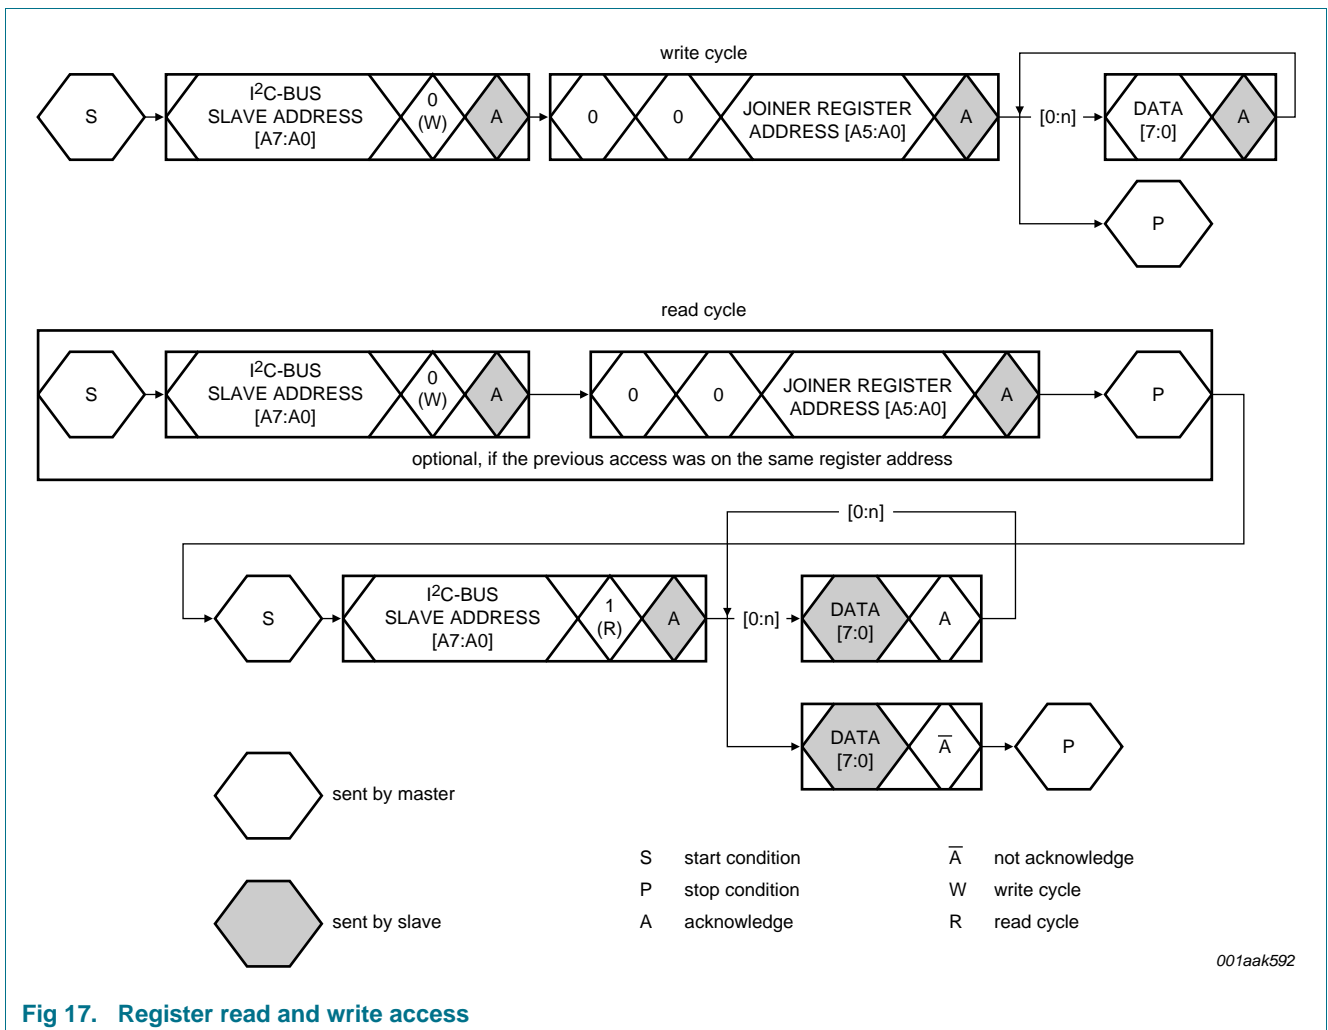 write cycle
S
I2C-BUS
SLAVE ADDRESS
[A7:A0]
0
(W)
A
0
0
JOINER REGISTER
ADDRESS [A5:A0]
A
[0:n]
DATA
[7:0]
A
P
read cycle
S
I2C-BUS
SLAVE ADDRESS
[A7:A0]
0
(W)
A
0
0
JOINER REGISTER
ADDRESS [A5:A0]
A
P
optional, if the previous access was on the same register address
[0:n]
S
I2C-BUS
SLAVE ADDRESS
[A7:A0]
1
(R)
A
[0:n]
DATA
[7:0]
A
DATA
[7:0]
A̅
P
sent by master
sent by slave
S start condition
P stop condition
A acknowledge
A̅ not acknowledge
W write cycle
R read cycle
001aak592
Fig 17. Register read and write access